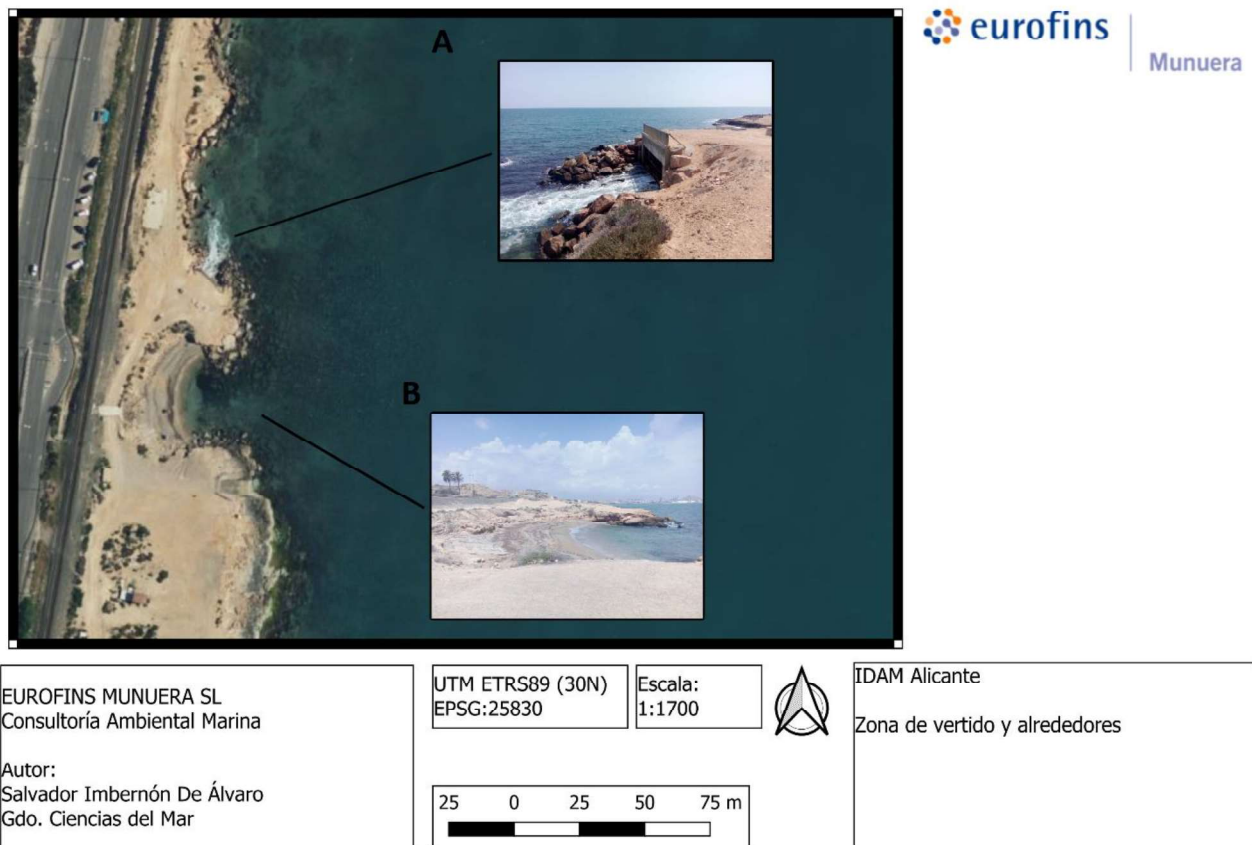 A
B
eurofins
Munuera
EUROFINS MUNUERA SL
Consultoría Ambiental Marina
Autor:
Salvador Imbernón De Álvaro
Gdo. Ciencias del Mar
UTM ETRS89 (30N)
EPSG:25830
Escala:
1:1700
25 0 25 50 75 m
IDAM Alicante
Zona de vertido y alrededores